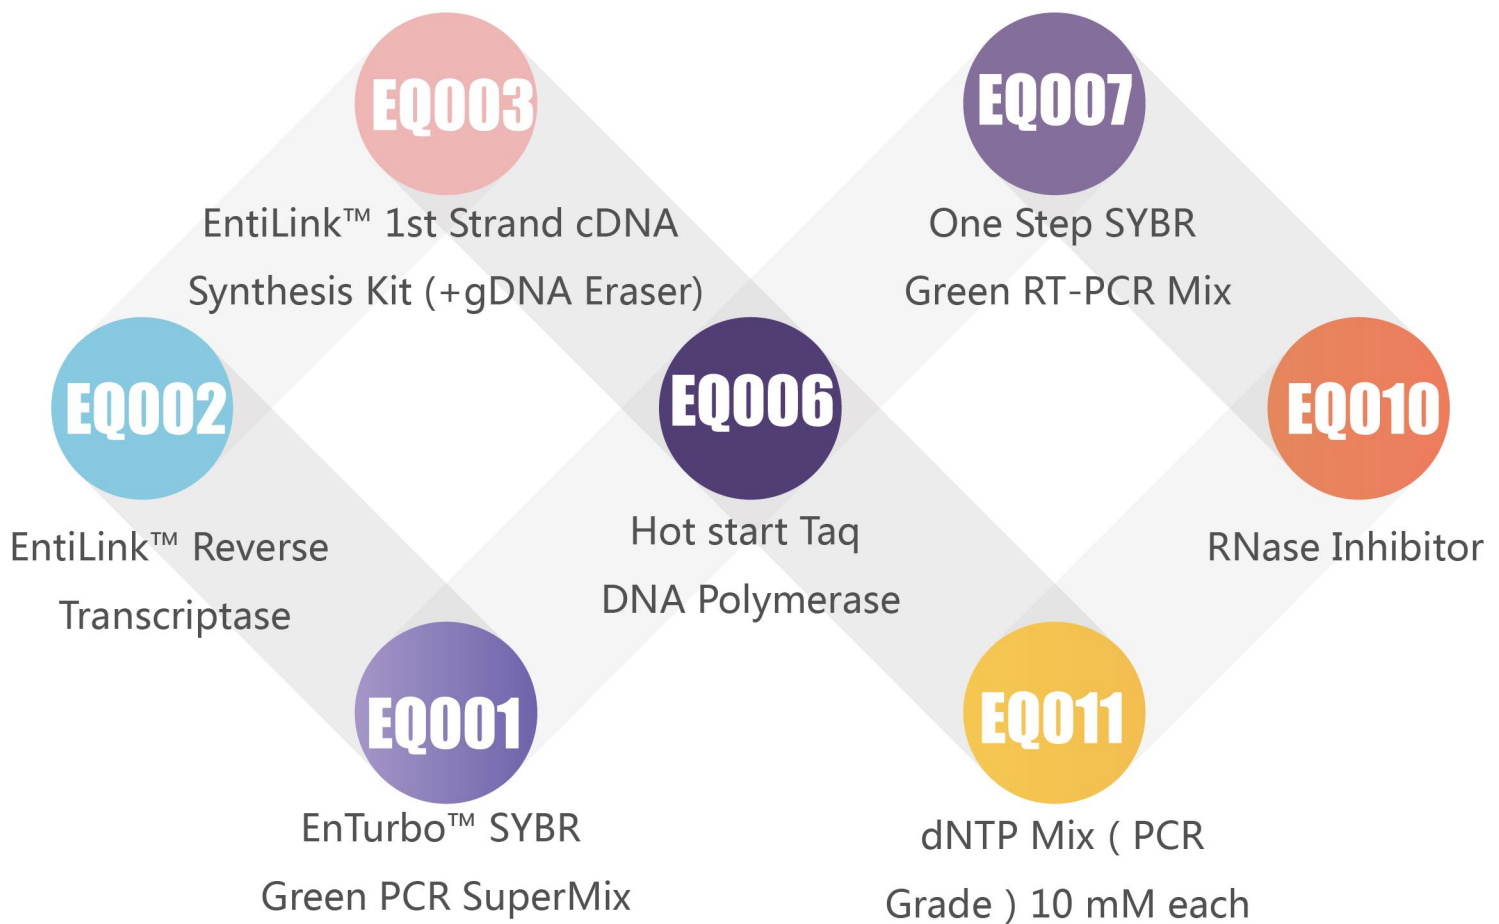 EQ003
EntiLink™ 1st Strand cDNA
Synthesis Kit (+gDNA Eraser)
EQ007
One Step SYBR
Green RT-PCR Mix
EQ002
EntiLink™ Reverse
Transcriptase
EQ006
Hot start Taq
DNA Polymerase
EQ010
RNase Inhibitor
EQ001
EnTurbo™ SYBR
Green PCR SuperMix
EQ011
dNTP Mix ( PCR
Grade ) 10 mM each